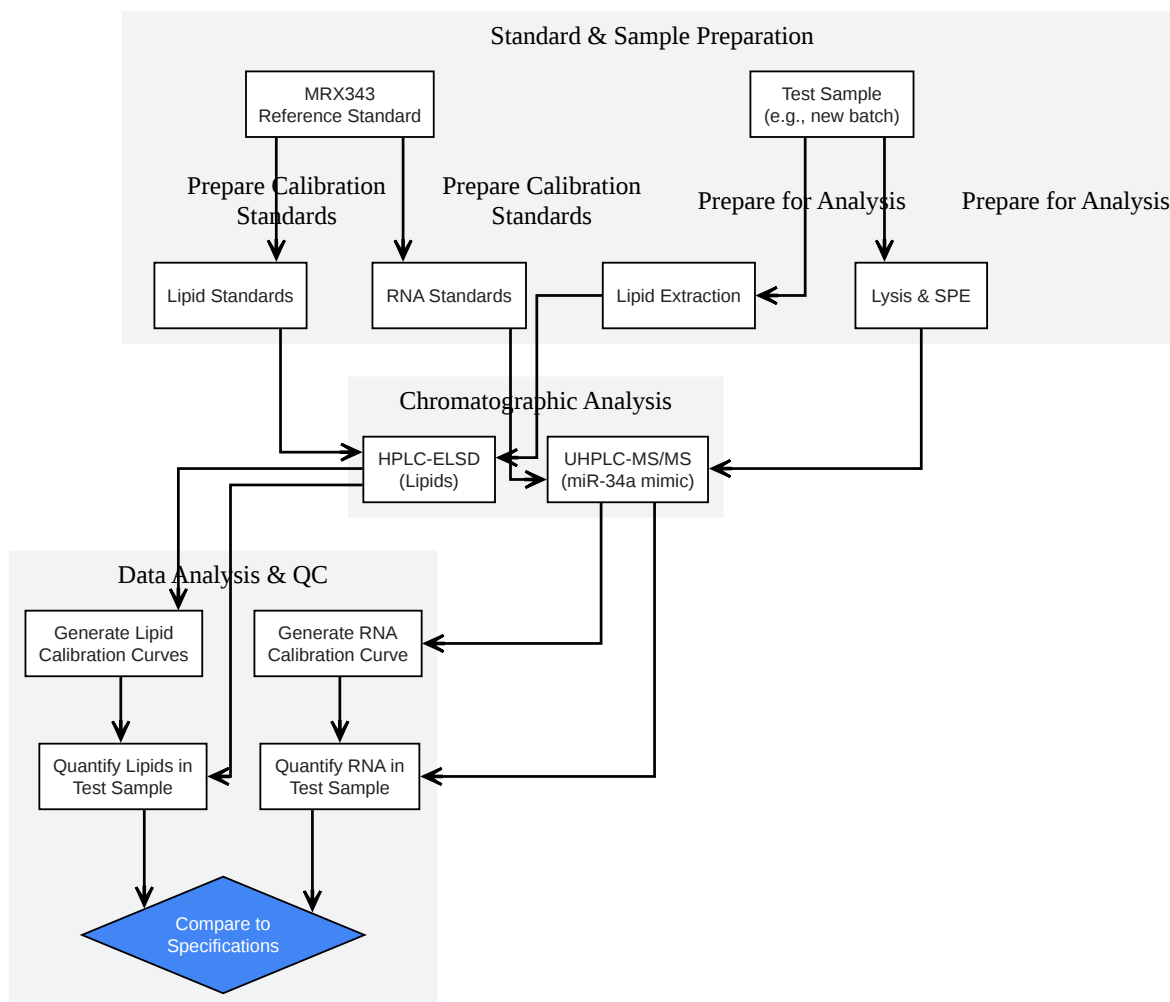 Standard & Sample Preparation
MRX343
Reference Standard
Test Sample
(e.g., new batch)
Prepare Calibration
Standards
Prepare Calibration
Standards
Prepare for Analysis
Prepare for Analysis
Lipid Standards
RNA Standards
Lipid Extraction
Lysis & SPE
Chromatographic Analysis
HPLC-ELSD
(Lipids)
UHPLC-MS/MS
(miR-34a mimic)
Data Analysis & QC
Generate Lipid
Calibration Curves
Generate RNA
Calibration Curve
Quantify Lipids in
Test Sample
Quantify RNA in
Test Sample
Compare to
Specifications